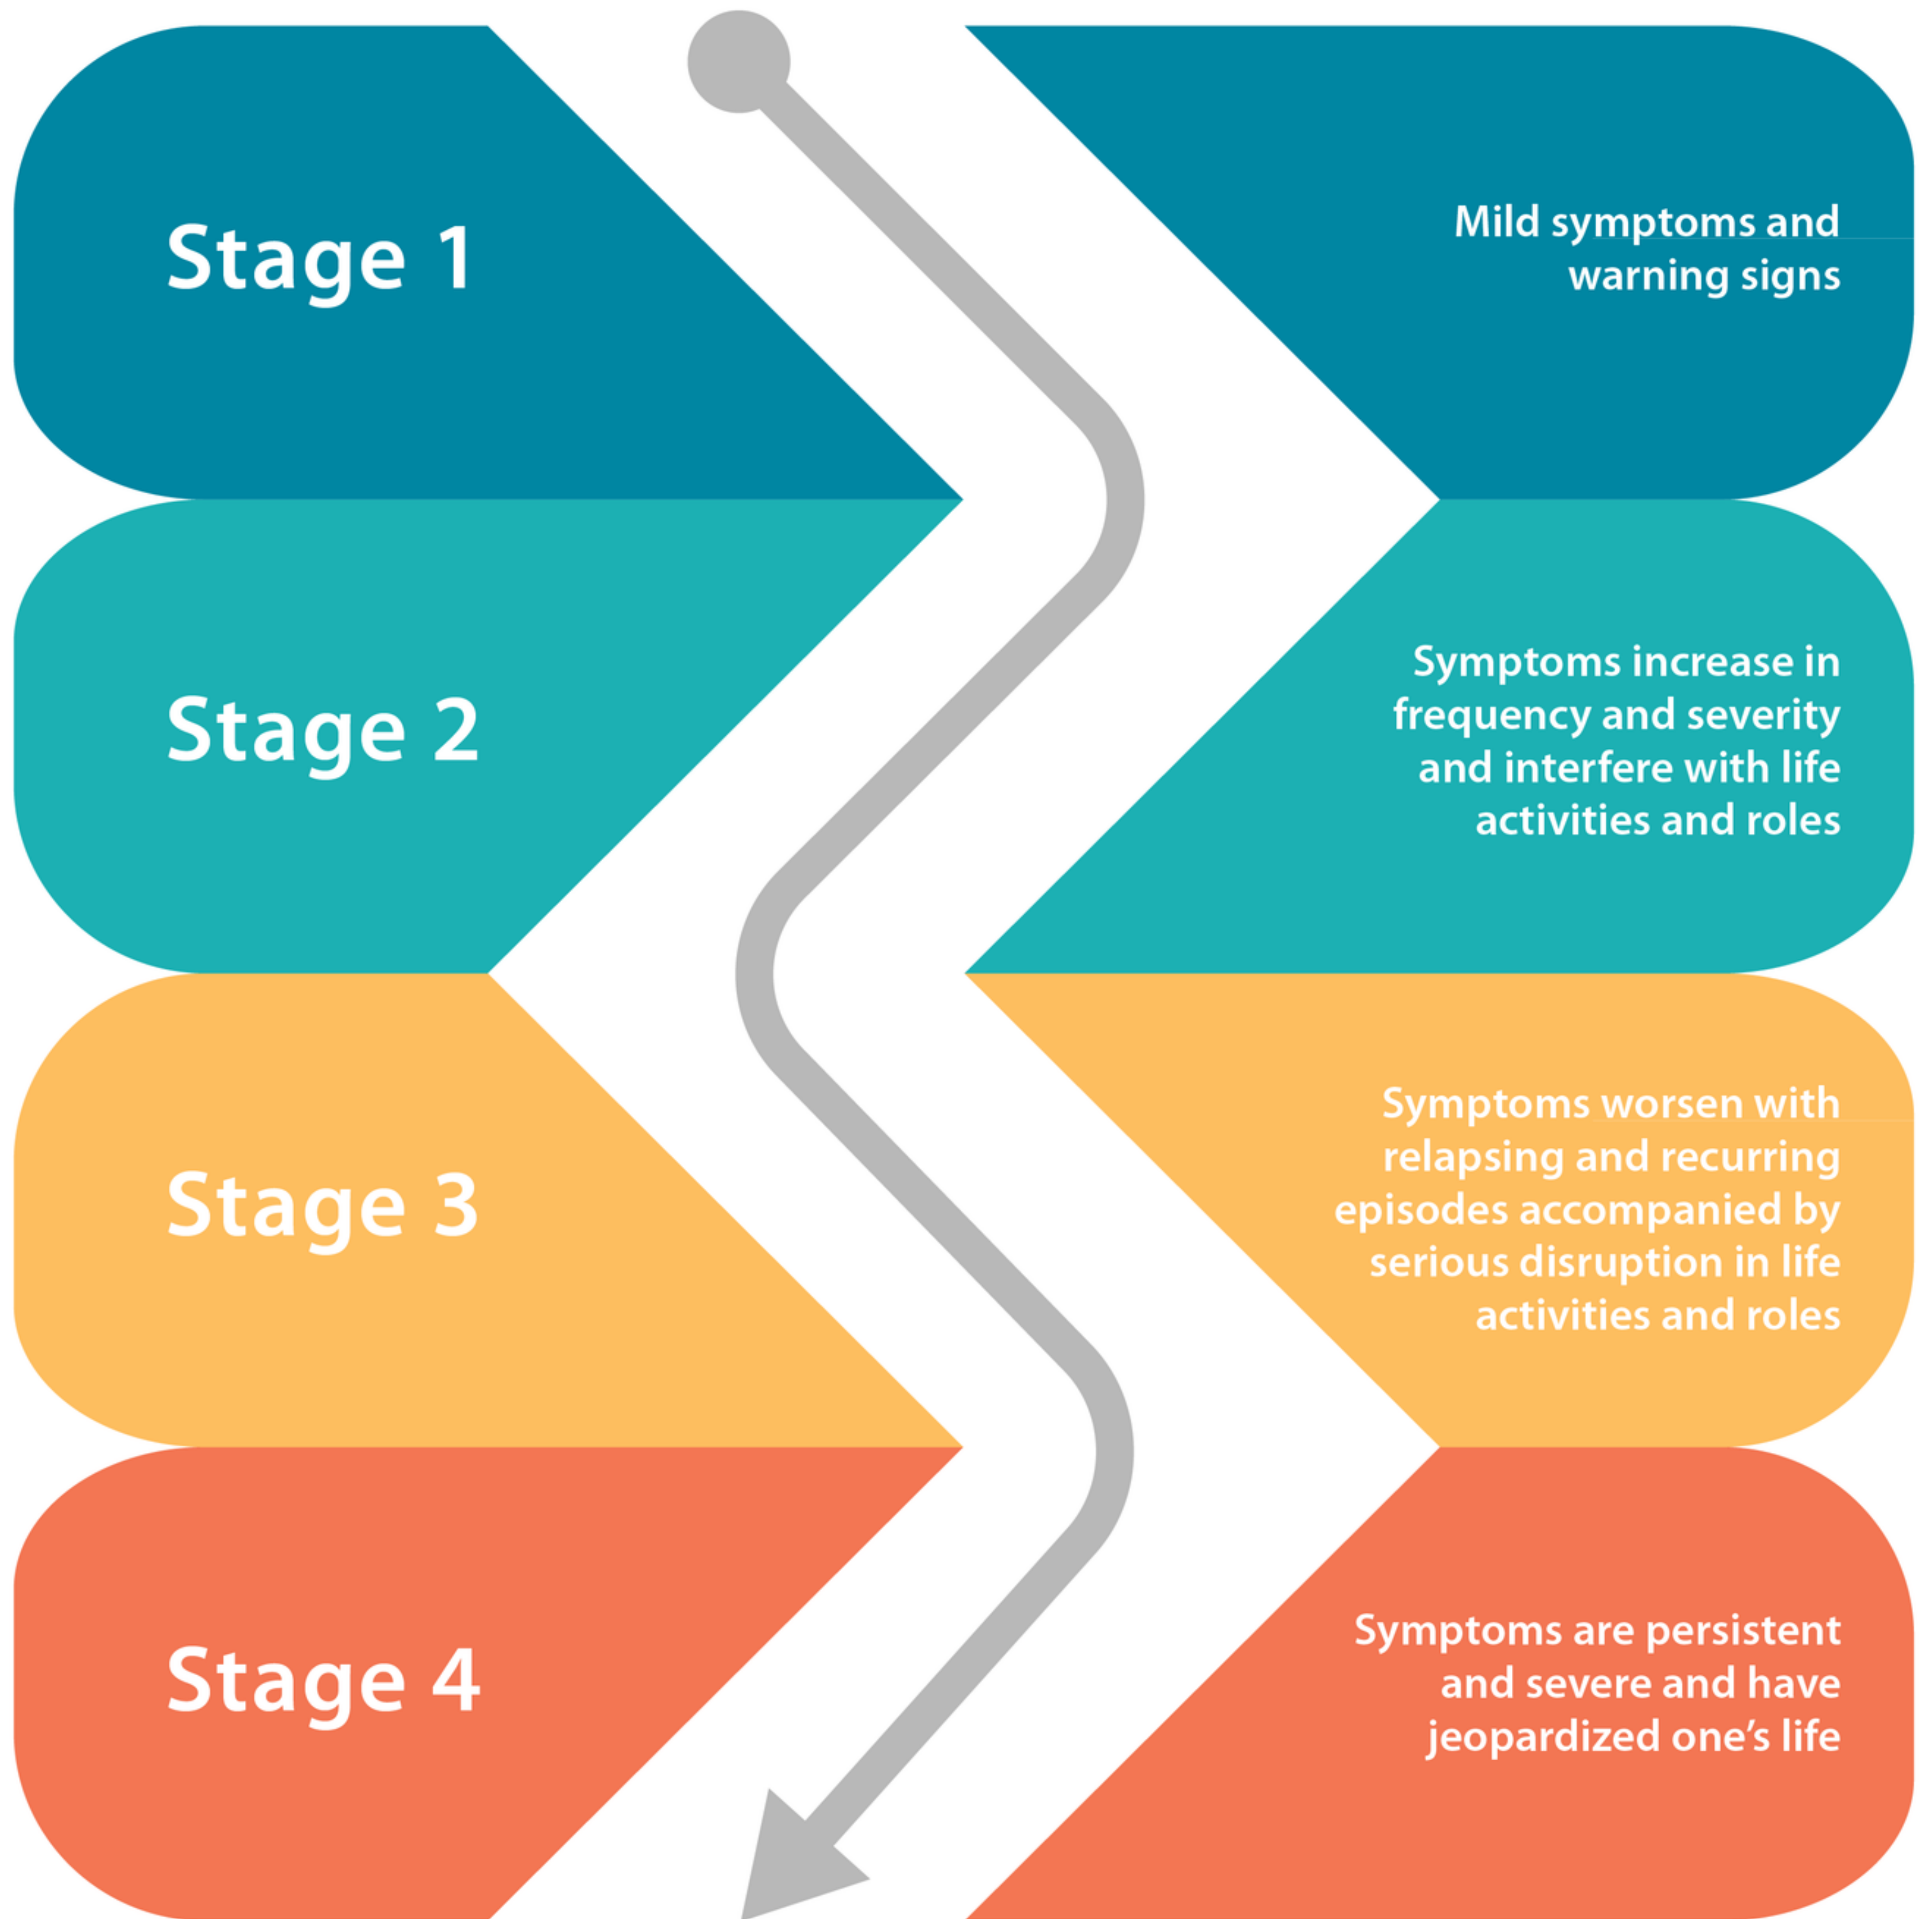 Stage 1
Mild symptoms and
warning signs
Stage 2
Symptoms increase in
frequency and severity
and interfere with life
activities and roles
Stage 3
Symptoms worsen with
relapsing and recurring
episodes accompanied by
serious disruption in life
activities and roles
Stage 4
Symptoms are persistent
and severe and have
jeopardized one's life